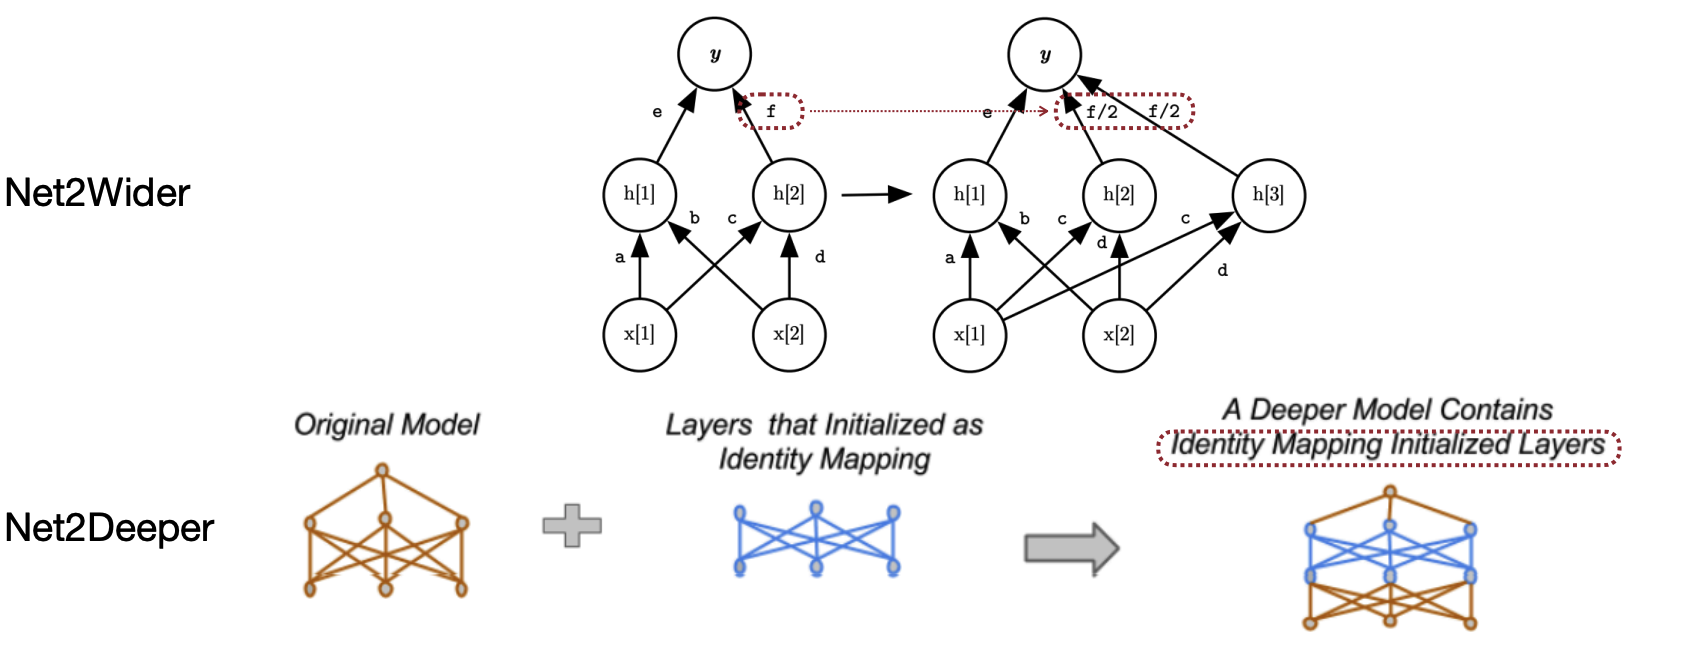 Net2Wider
y
e
f
h[1]
h[2]
b
c
a
d
x[1]
x[2]
y
e
f/2
f/2
h[1]
h[2]
h[3]
b
c
c
d
a
d
x[1]
x[2]
Net2Deeper
Original Model
Layers that Initialized as
Identity Mapping
A Deeper Model Contains
Identity Mapping Initialized Layers